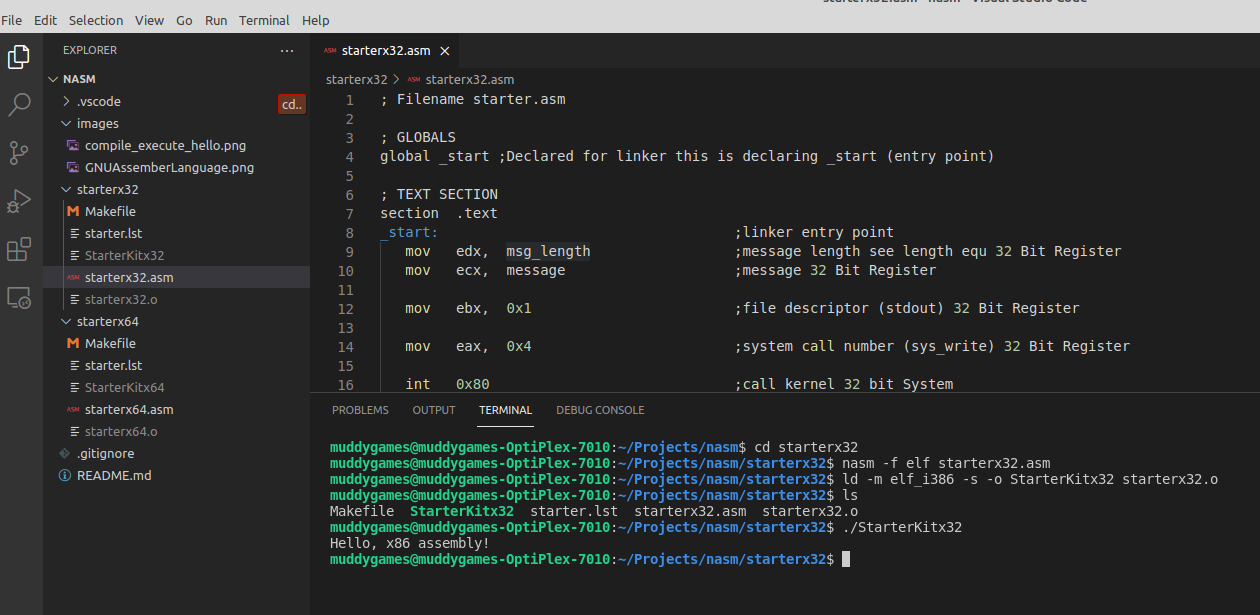 starterx32.asm - nasm - Visual Studio Code
File Edit Selection View Go Run Terminal Help
EXPLORER ...
NASM
.vscode
cd..
images
compile_execute_hello.png
GNUAssemberLanguage.png
starterx32
Makefile
starter.lst
StarterKitx32
ASM starterx32.asm
starterx32.o
starterx64
Makefile
starter.lst
StarterKitx64
ASM starterx64.asm
starterx64.o
.gitignore
README.md
ASM starterx32.asm
starterx32 > ASM starterx32.asm
1 ; Filename starter.asm
2
3 ; GLOBALS
4 global _start ;Declared for linker this is declaring _start (entry point)
5
6 ; TEXT SECTION
7 section .text
8 _start: ;linker entry point
9 mov edx, msg_length ;message length see length equ 32 Bit Register
10 mov ecx, message ;message 32 Bit Register
11
12 mov ebx, 0x1 ;file descriptor (stdout) 32 Bit Register
13
14 mov eax, 0x4 ;system call number (sys_write) 32 Bit Register
15
16 int 0x80 ;call kernel 32 bit System
PROBLEMS OUTPUT TERMINAL DEBUG CONSOLE
muddygames@muddygames-OptiPlex-7010:~/Projects/nasm$ cd starterx32
muddygames@muddygames-OptiPlex-7010:~/Projects/nasm/starterx32$ nasm -f elf starterx32.asm
muddygames@muddygames-OptiPlex-7010:~/Projects/nasm/starterx32$ ld -m elf_i386 -s -o StarterKitx32 starterx32.o
muddygames@muddygames-OptiPlex-7010:~/Projects/nasm/starterx32$ ls
Makefile StarterKitx32 starter.lst starterx32.asm starterx32.o
muddygames@muddygames-OptiPlex-7010:~/Projects/nasm/starterx32$ ./StarterKitx32
Hello, x86 assembly!
muddygames@muddygames-OptiPlex-7010:~/Projects/nasm/starterx32$